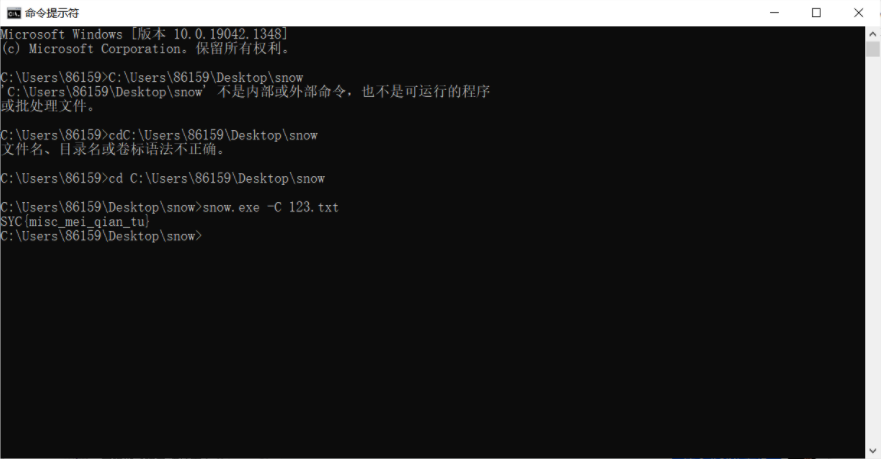 命令提示符
Microsoft Windows [版本 10.0.19042.1348]
(c) Microsoft Corporation。保留所有权利。
C:\Users\86159>C:\Users\86159\Desktop\snow
'C:\Users\86159\Desktop\snow' 不是内部或外部命令，也不是可运行的程序
或批处理文件。
C:\Users\86159>cdC:\Users\86159\Desktop\snow
文件名、目录名或卷标语法不正确。
C:\Users\86159>cd C:\Users\86159\Desktop\snow
C:\Users\86159\Desktop\snow>snow.exe -C 123.txt
SYC{misc_mei_qian_tu}
C:\Users\86159\Desktop\snow>